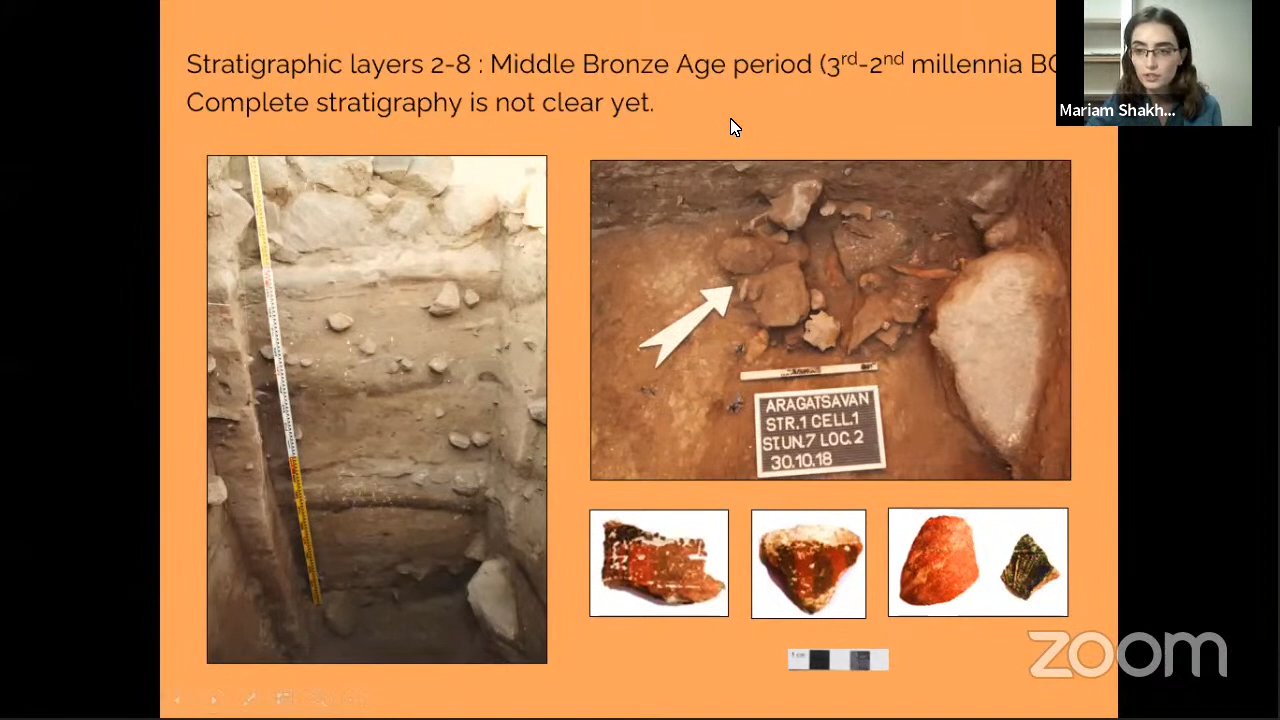 Stratigraphic layers 2-8 : Middle Bronze Age period (3rd-2nd millennia BC
Complete stratigraphy is not clear yet.
Mariam Shakh...
ARAGATSAVAN
STR.1 CELL.1
ST.UN.7 LOC.2
30.10.18
zoom